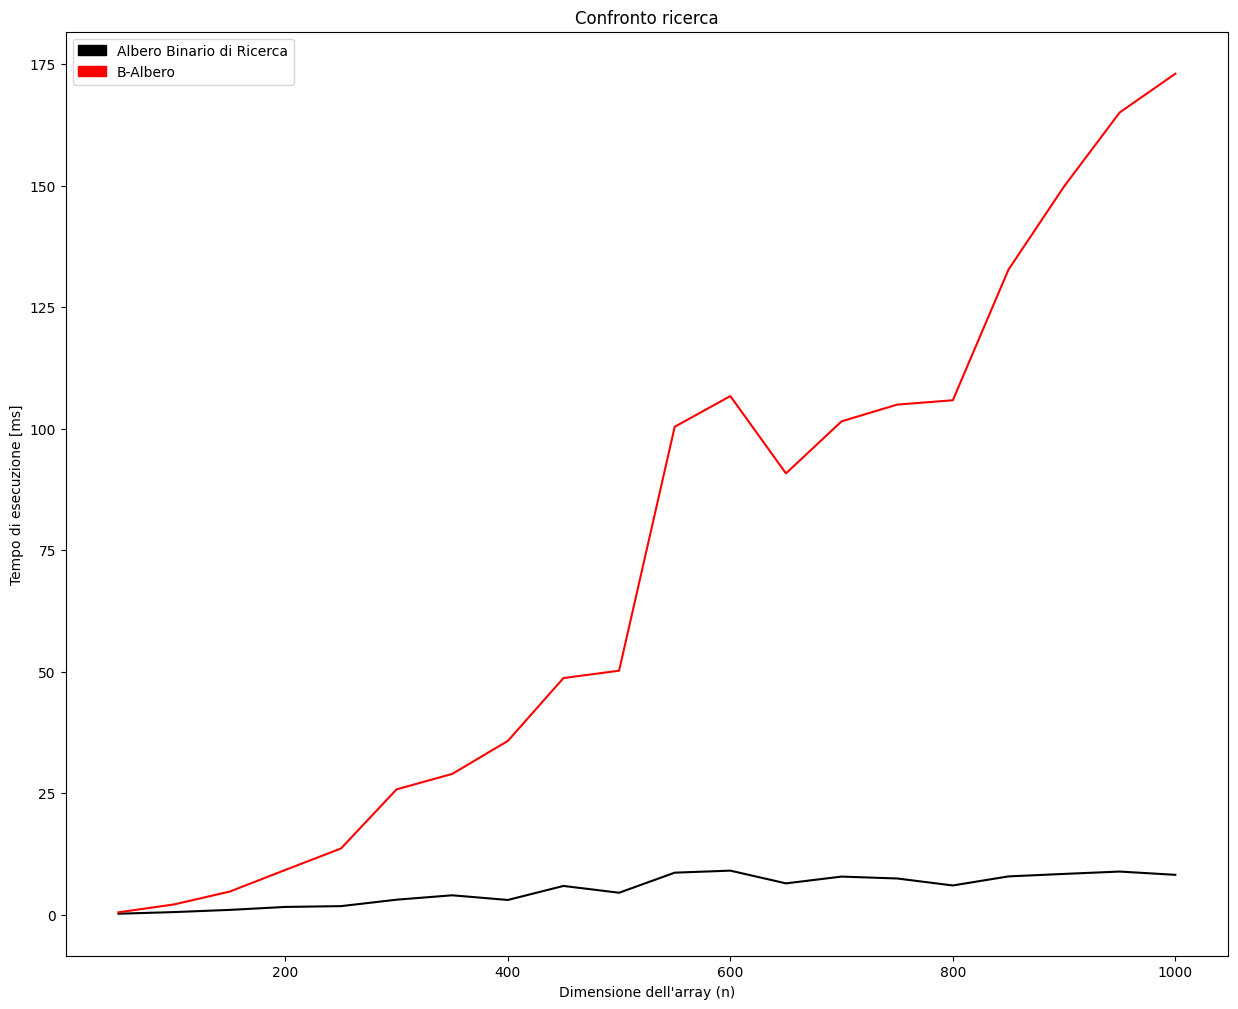 Confronto ricerca
Albero Binario di Ricerca
B-Albero
Tempo di esecuzione [ms]
175
150
125
100
75
50
25
0
200
400
600
800
1000
Dimensione dell'array (n)